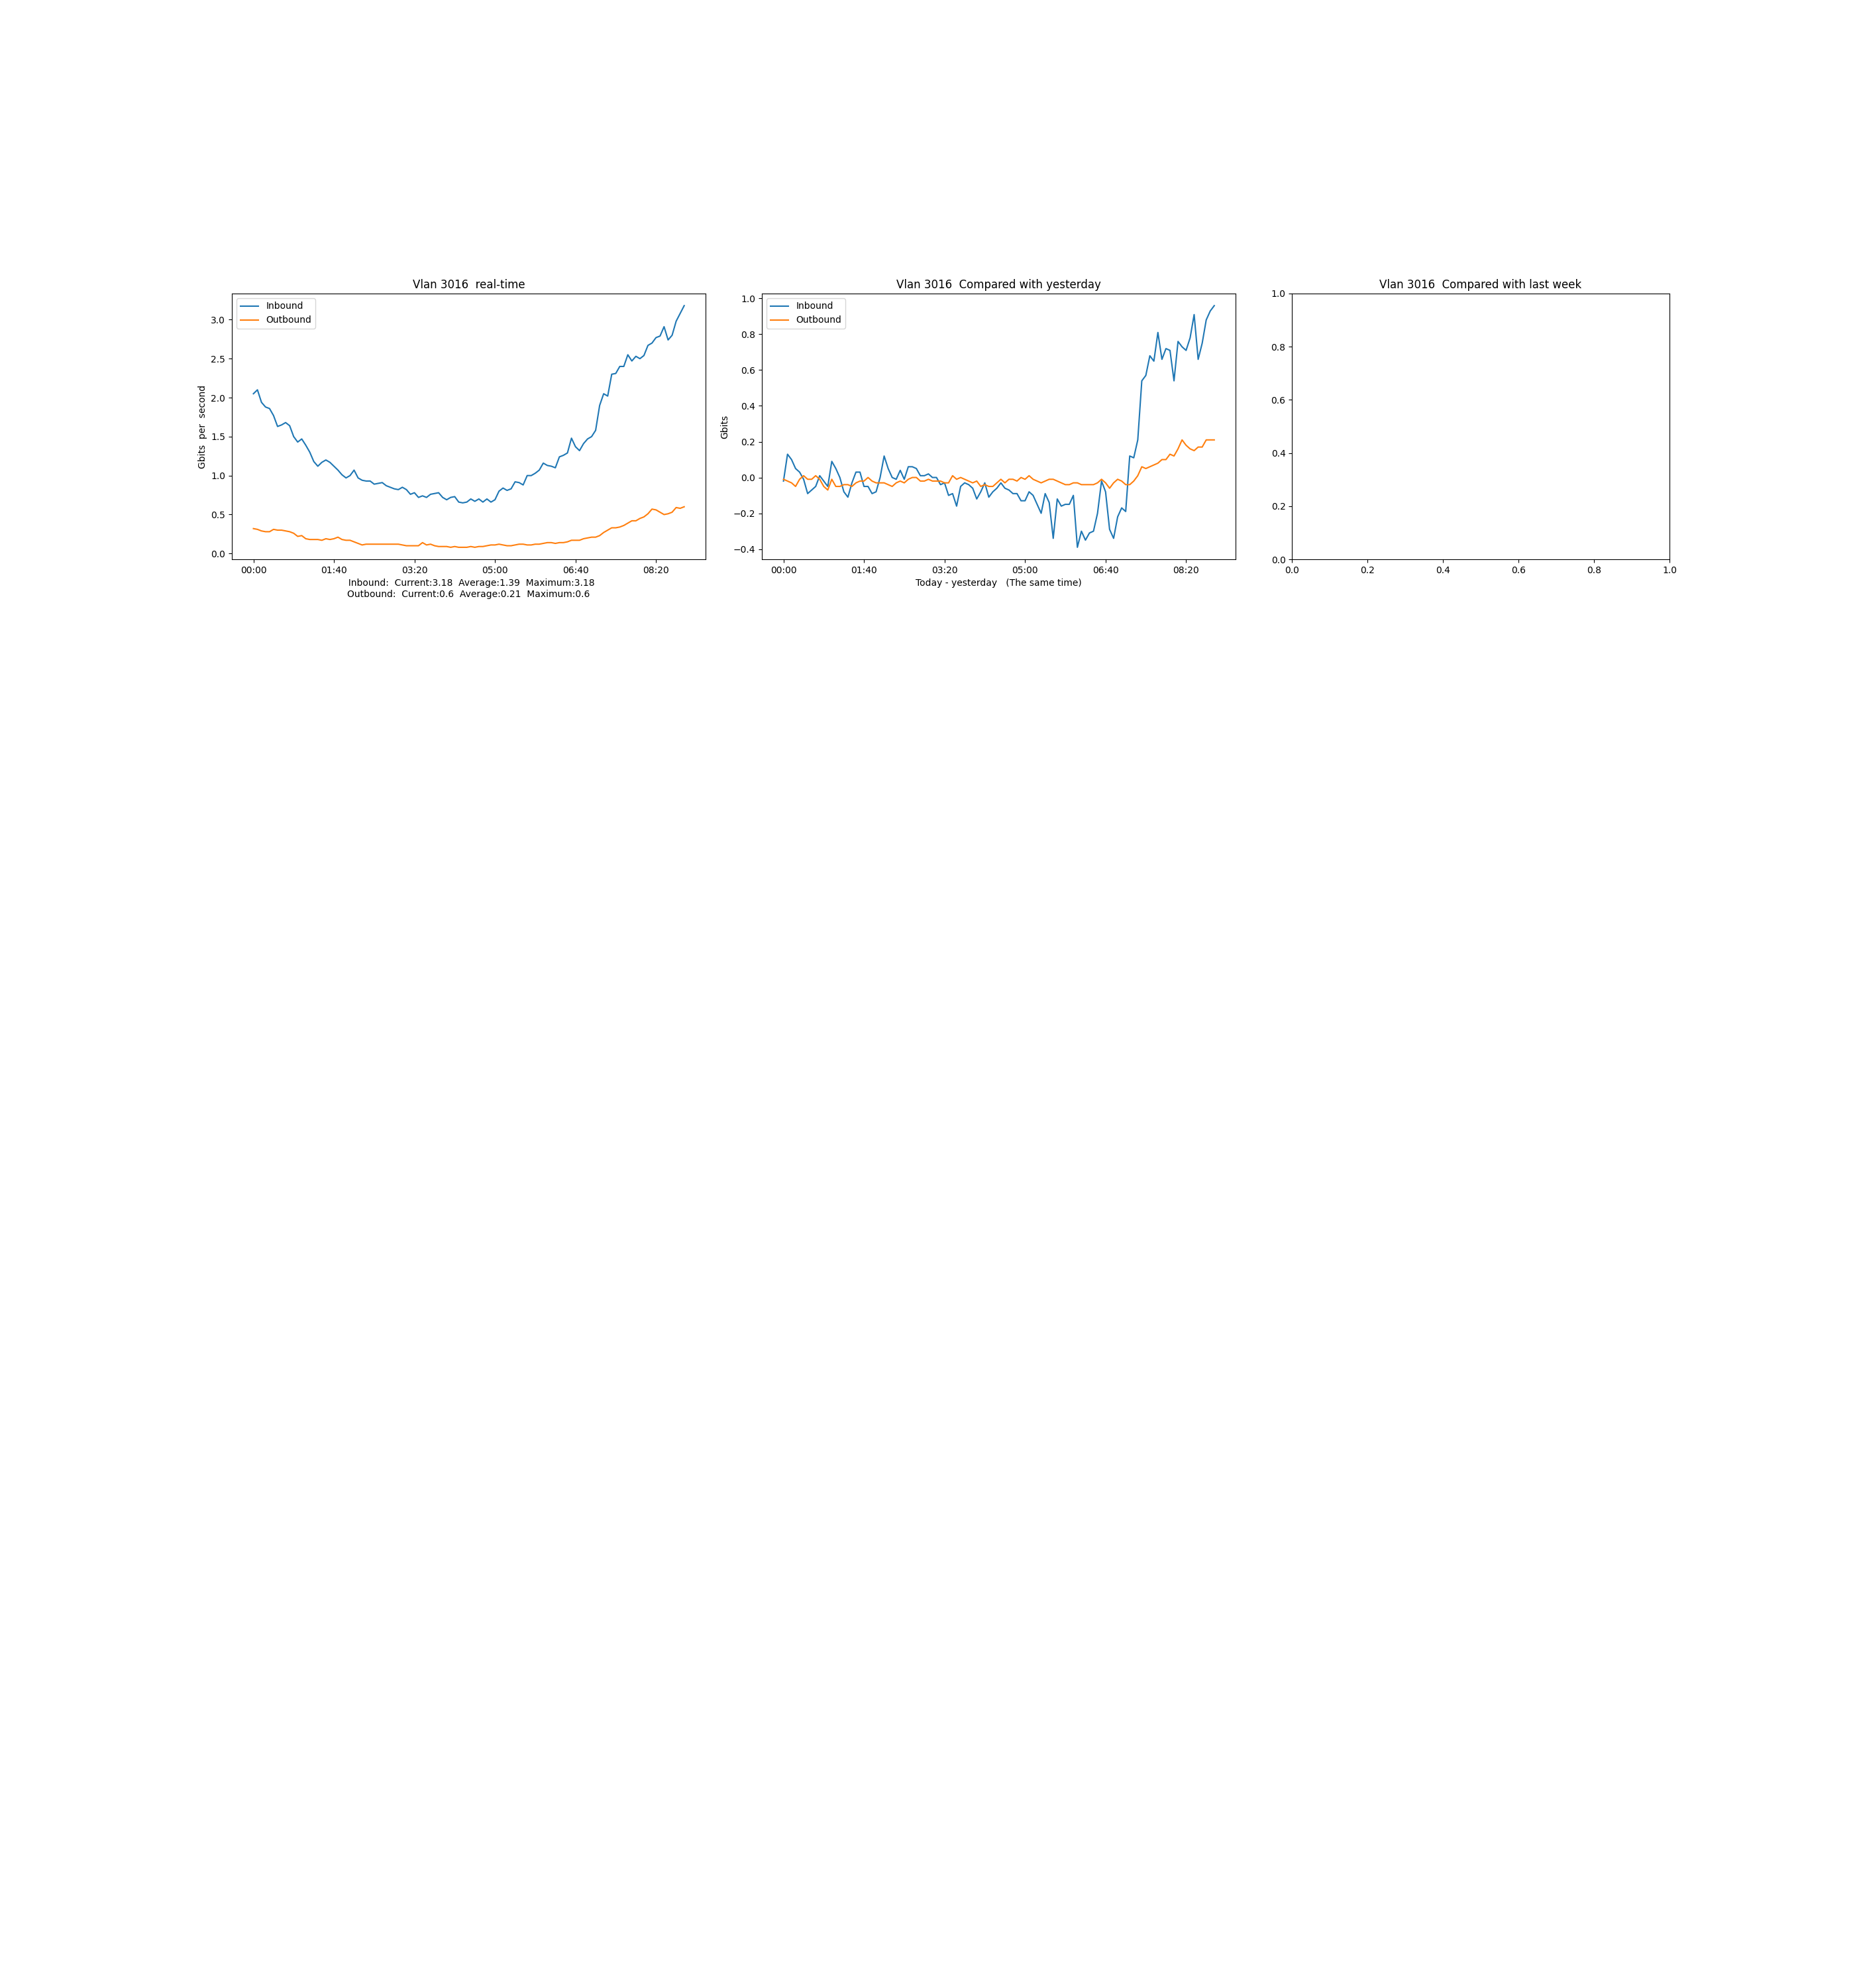 Vlan 3016  real-time
Inbound
Outbound
3.0
2.5
2.0
1.5
1.0
0.5
0.0
Gbits  per  second
00:00 01:40 03:20 05:00 06:40 08:20
Inbound:  Current:3.18  Average:1.39  Maximum:3.18
Outbound:  Current:0.6  Average:0.21  Maximum:0.6
Vlan 3016  Compared with yesterday
Inbound
Outbound
1.0
0.8
0.6
0.4
0.2
0.0
−0.2
−0.4
Gbits
00:00 01:40 03:20 05:00 06:40 08:20
Today - yesterday   (The same time)
Vlan 3016  Compared with last week
1.0
0.8
0.6
0.4
0.2
0.0
0.0 0.2 0.4 0.6 0.8 1.0